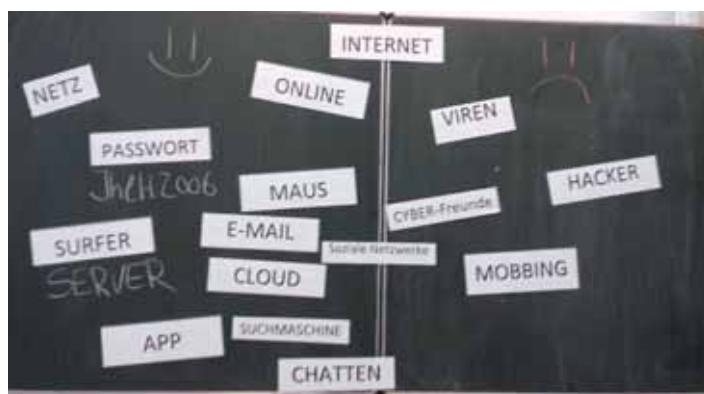 INTERNET
NETZ
ONLINE
VIREN
PASSWORT
JhCH2006
MAUS
HACKER
CYBER-Freunde
E-MAIL
SURFER
Soziale Netzwerke
SERVER
CLOUD
MOBBING
APP
SUCHMASCHINE
CHATTEN